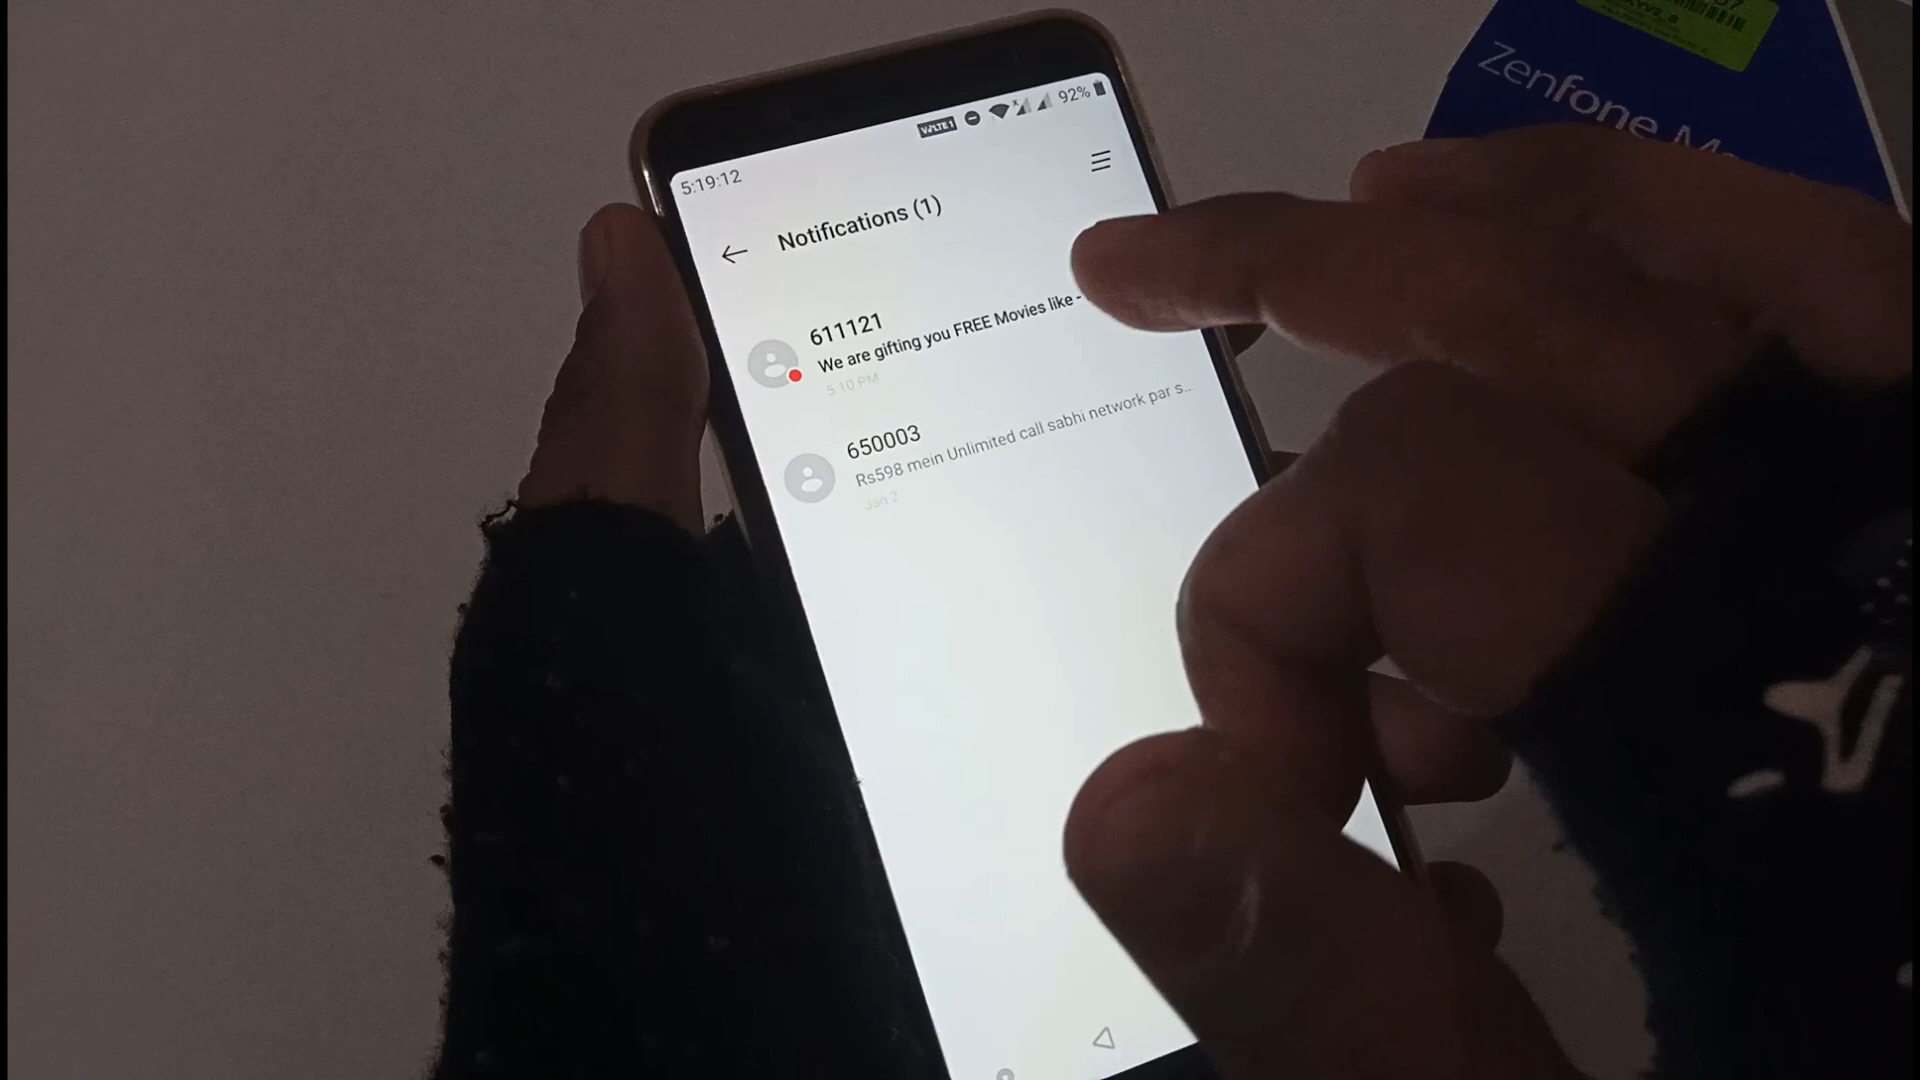 Zenfone
VoLTE1 92%
5:19:12
Notifications (1)
611121
We are gifting you FREE Movies like -
5:10 PM
650003
Rs598 mein Unlimited call sabhi network par s...
Jan 2